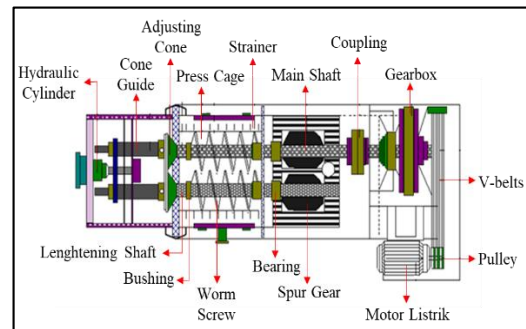 Adjusting
Cone
Strainer
Coupling
Hydraulic
Cylinder
Cone
Guide
Press Cage
Main Shaft
Gearbox
V-belts
Lenghtening Shaft
Bushing
Worm
Screw
Bearing
Spur Gear
Pulley
Motor Listrik